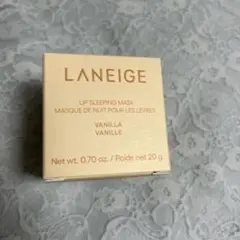 LANEIGE
LIP SLEEPING MASK
MASQUE DE NUIT POUR LES LÈVRES
VANILLA
VANILLE
Net wt. 0.70 oz. / Poids net 20 g